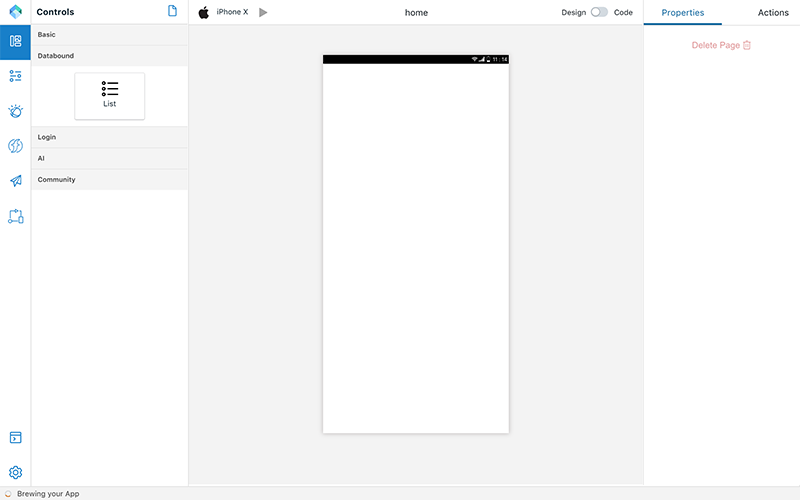 Controls
iPhone X
home
Design
Code
Properties
Actions
Basic
Databound
List
Login
AI
Community
11:14
Delete Page
Brewing your App